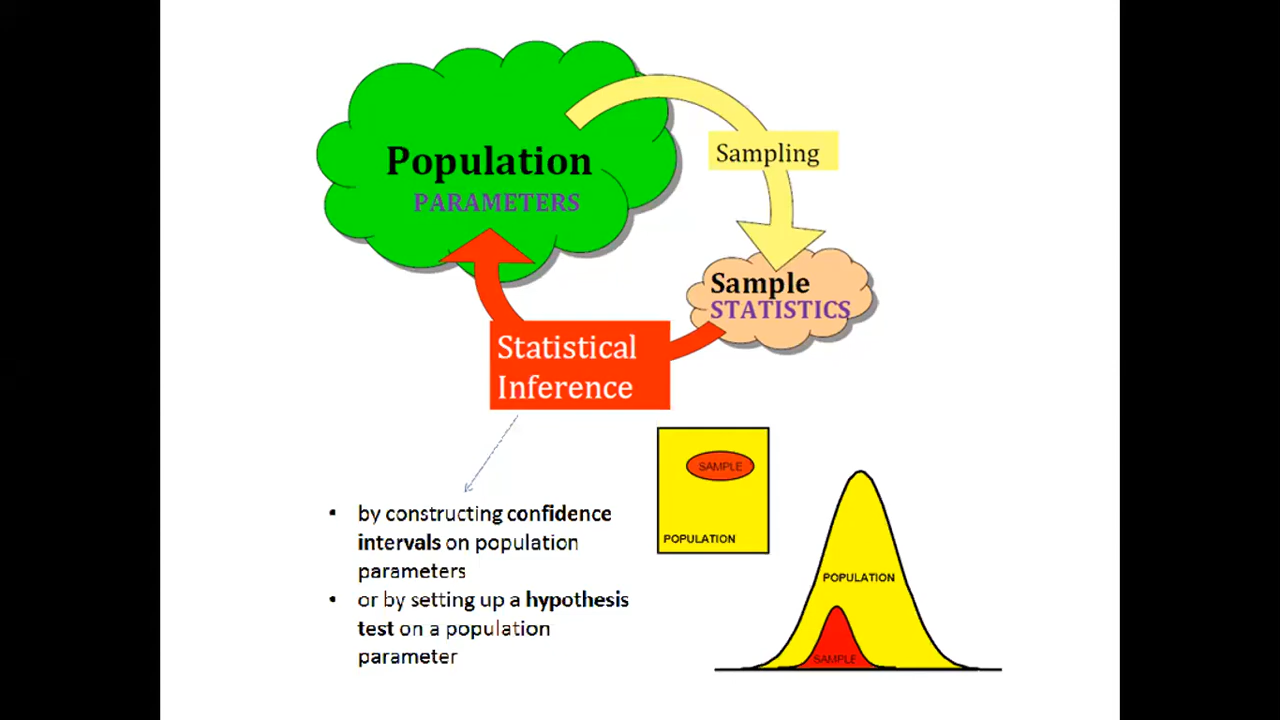 Population
PARAMETERS
Sampling
Sample
STATISTICS
Statistical
Inference
• by constructing confidence
intervals on population
parameters
• or by setting up a hypothesis
test on a population
parameter
SAMPLE
POPULATION
POPULATION
SAMPLE